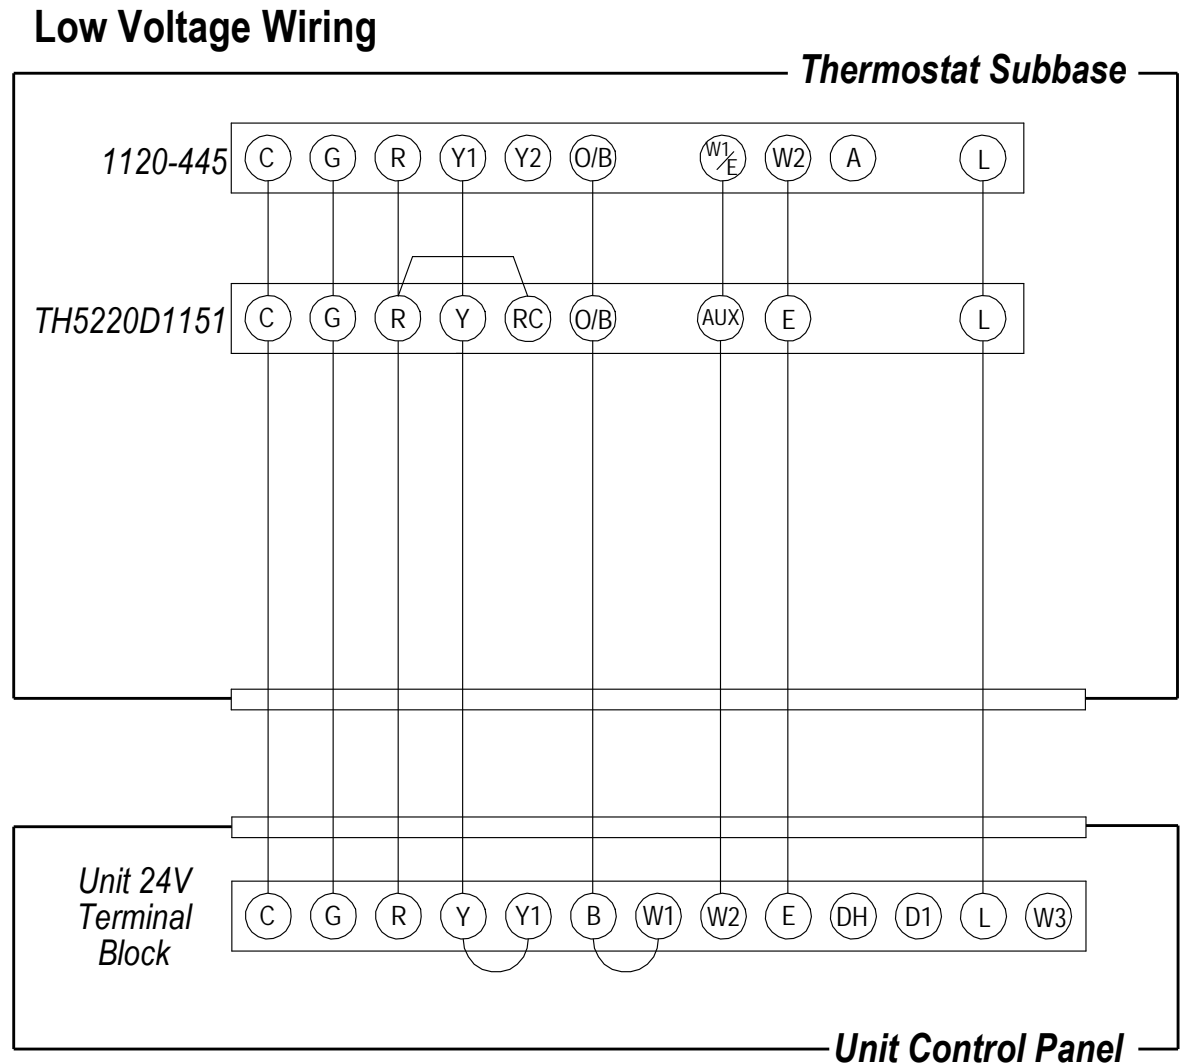 Low Voltage Wiring
Thermostat Subbase
1120-445 C G R Y1 Y2 O/B W1/E W2 A L
TH5220D1151 C G R Y RC O/B AUX E L
Unit 24V
Terminal
Block
C G R Y Y1 B W1 W2 E DH D1 L W3
Unit Control Panel